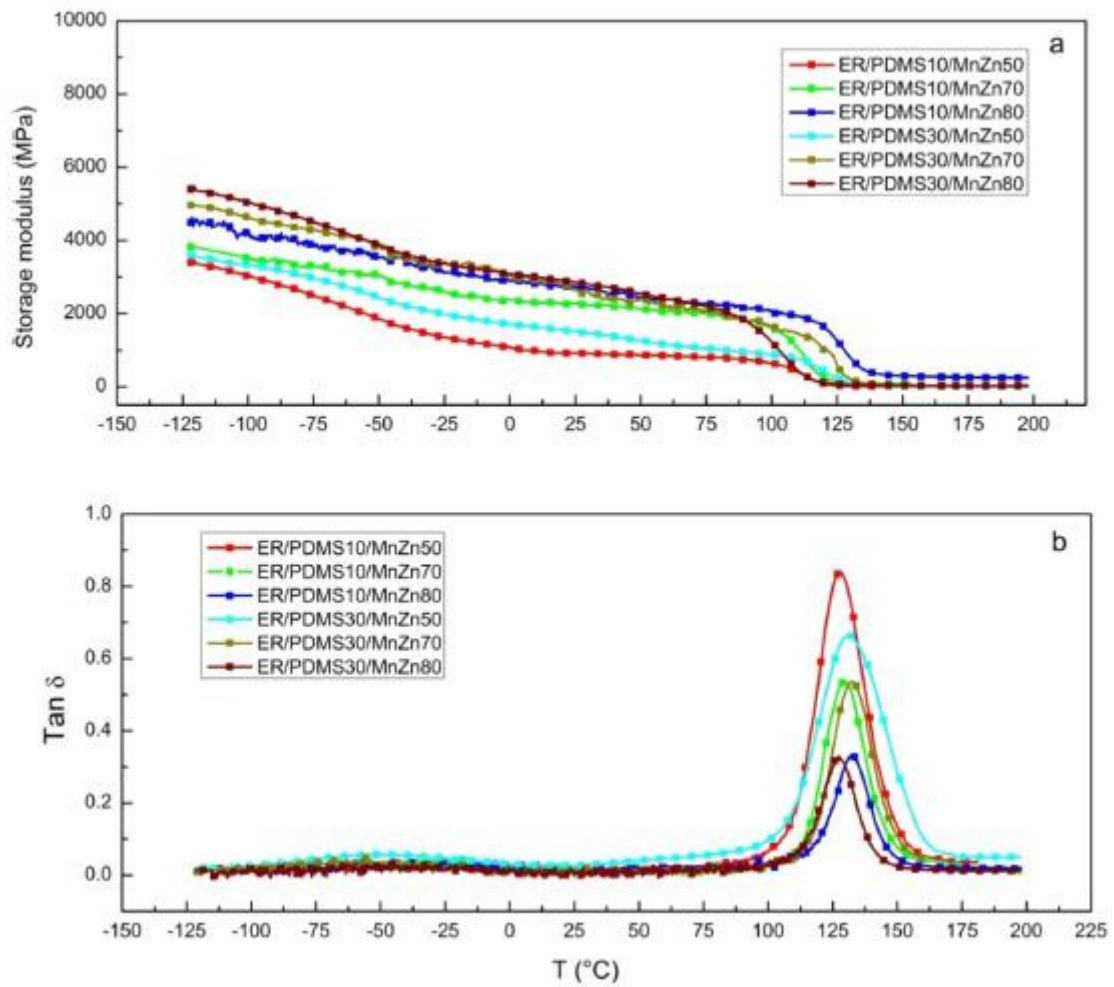 10000
8000
6000
4000
2000
0
Storage modulus (MPa)
a
ER/PDMS10/MnZn50
ER/PDMS10/MnZn70
ER/PDMS10/MnZn80
ER/PDMS30/MnZn50
ER/PDMS30/MnZn70
ER/PDMS30/MnZn80
-150 -125 -100 -75 -50 -25 0 25 50 75 100 125 150 175 200
1.0
0.8
0.6
0.4
0.2
0.0
Tan δ
b
ER/PDMS10/MnZn50
ER/PDMS10/MnZn70
ER/PDMS10/MnZn80
ER/PDMS30/MnZn50
ER/PDMS30/MnZn70
ER/PDMS30/MnZn80
-150 -125 -100 -75 -50 -25 0 25 50 75 100 125 150 175 200 225
T (°C)